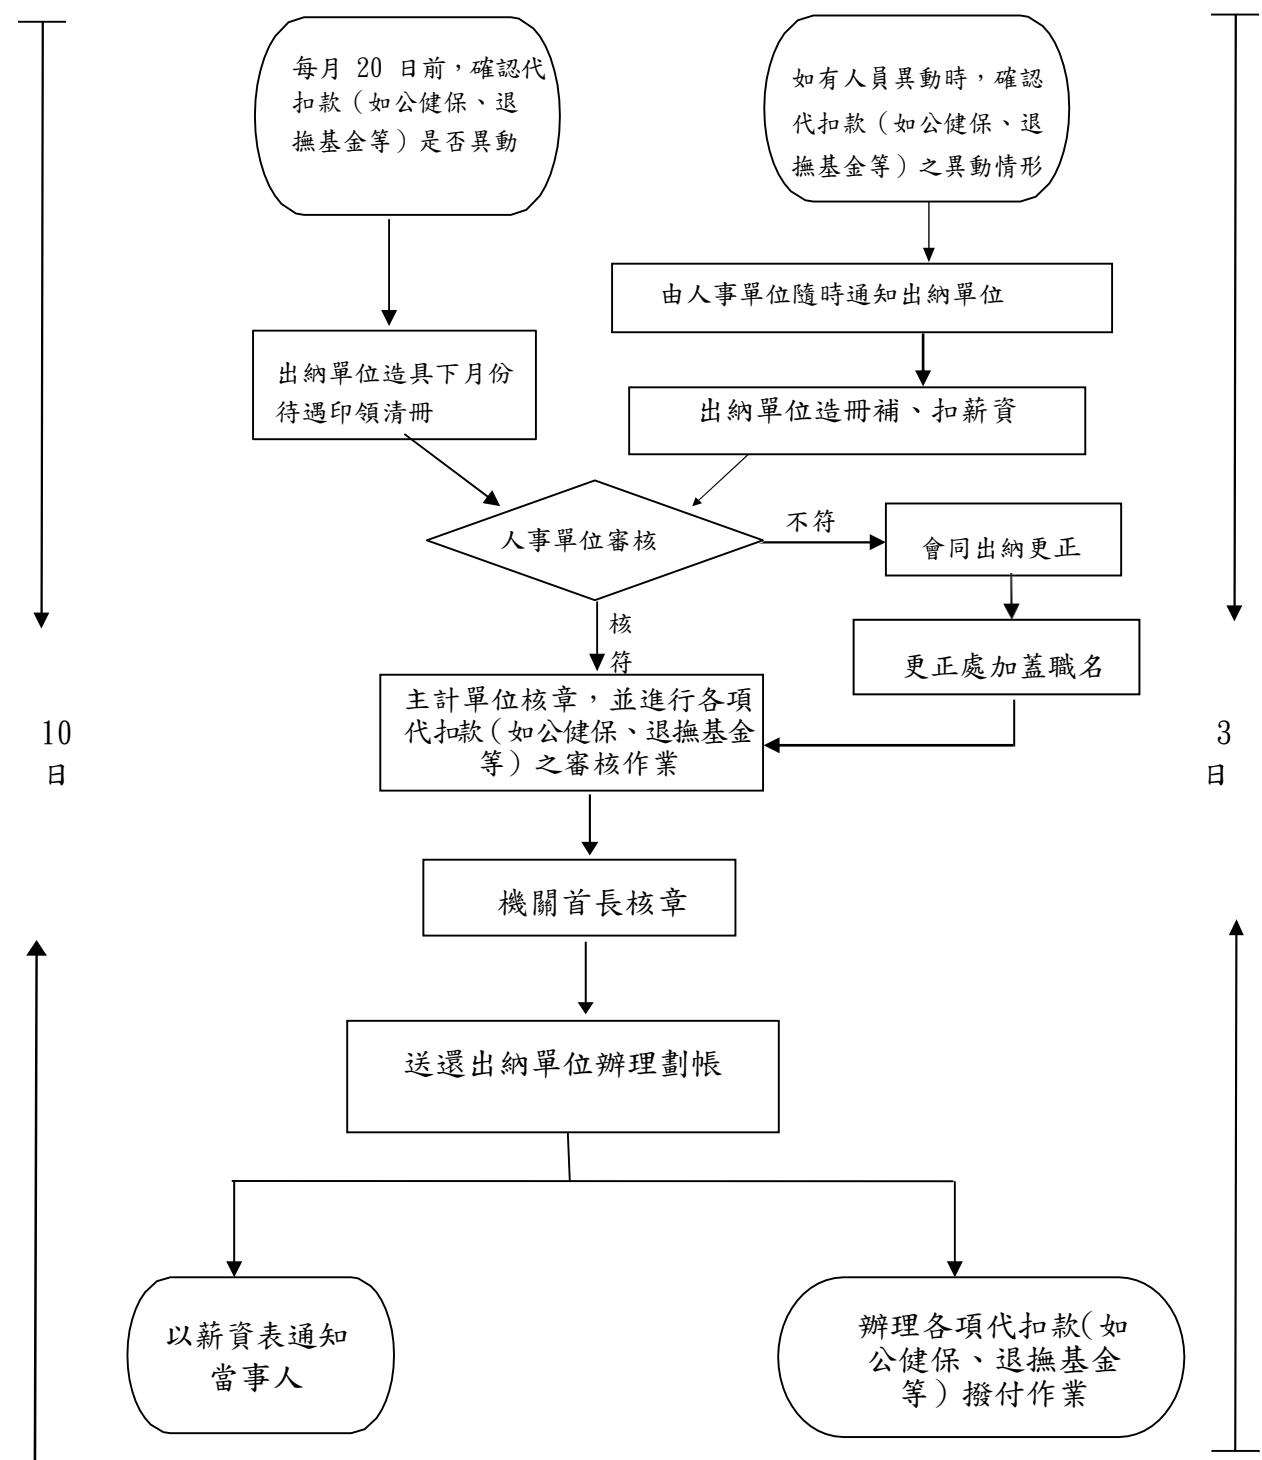 每月 20 日前，確認代
扣款（如公健保、退
撫基金等）是否異動
如有人員異動時，確認
代扣款（如公健保、退
撫基金等）之異動情形
由人事單位隨時通知出納單位
出納單位造具下月份
待遇印領清冊
出納單位造冊補、扣薪資
人事單位審核
不符
會同出納更正
核
符
更正處加蓋職名
主計單位核章，並進行各項
代扣款（如公健保、退撫基金
等）之審核作業
10
日
3
日
機關首長核章
送還出納單位辦理劃帳
以薪資表通知
當事人
辦理各項代扣款(如
公健保、退撫基金
等）撥付作業